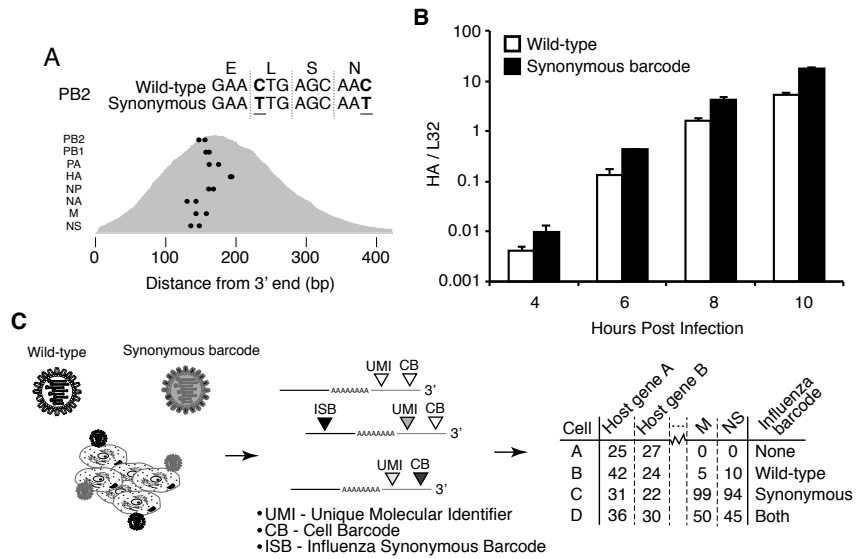 A
E L S N
PB2
Wild-type GAA CTG AGC AAC
Synonymous GAA TTG AGC AAT
PB2
PB1
PA
HA
NP
NA
M
NS
0 100 200 300 400
Distance from 3' end (bp)
B
Wild-type
Synonymous barcode
HA / L32
100
10
1
0.1
0.01
0.001
4 6 8 10
Hours Post Infection
C
Wild-type
Synonymous barcode
UMI CB
AAAAAAAA 3'
ISB UMI CB
AAAAAAAA 3'
UMI CB
AAAAAAAA 3'
•UMI - Unique Molecular Identifier
•CB - Cell Barcode
•ISB - Influenza Synonymous Barcode
Cell Host gene A Host gene B ... M NS Influenza barcode
A 25 27 0 0 None
B 42 24 5 10 Wild-type
C 31 22 99 94 Synonymous
D 36 30 50 45 Both